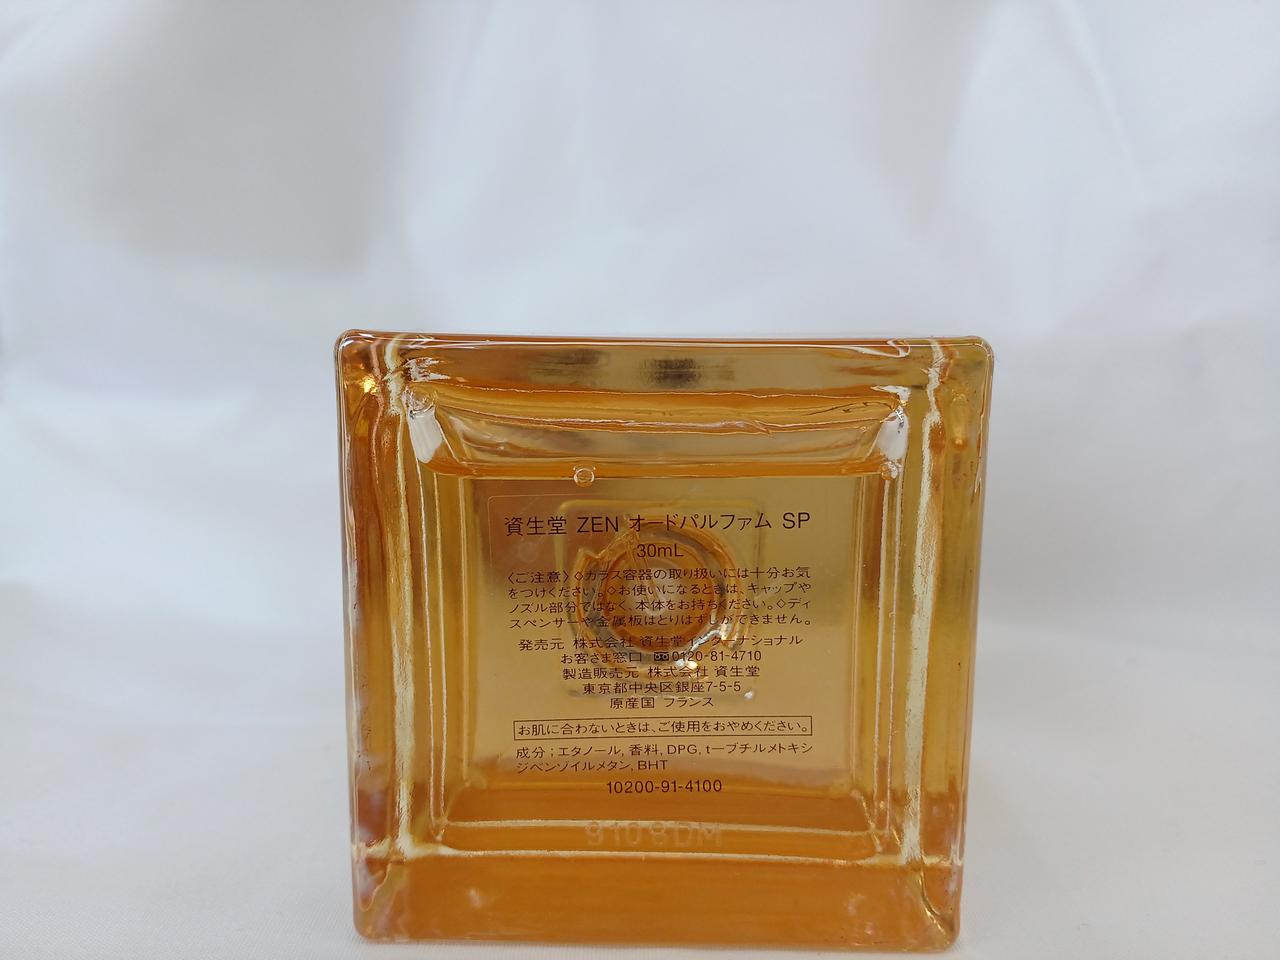 資生堂 ZEN オードパルファム SP
30mL
〈ご注意〉◇ガラス容器の取り扱いには十分お気
をつけください。◇お使いになるときは、キャップや
ノズル部分ではなく、本体をお持ちください。◇ディ
スペンサーや金属板はとりはずしができません。
発売元 株式会社 資生堂インターナショナル
お客さま窓口 0120-81-4710
製造販売元 株式会社 資生堂
東京都中央区銀座7-5-5
原産国 フランス
お肌に合わないときは、ご使用をおやめください。
成分；エタノール, 香料, DPG, t－ブチルメトキシ
ジベンゾイルメタン, BHT
10200-91-4100